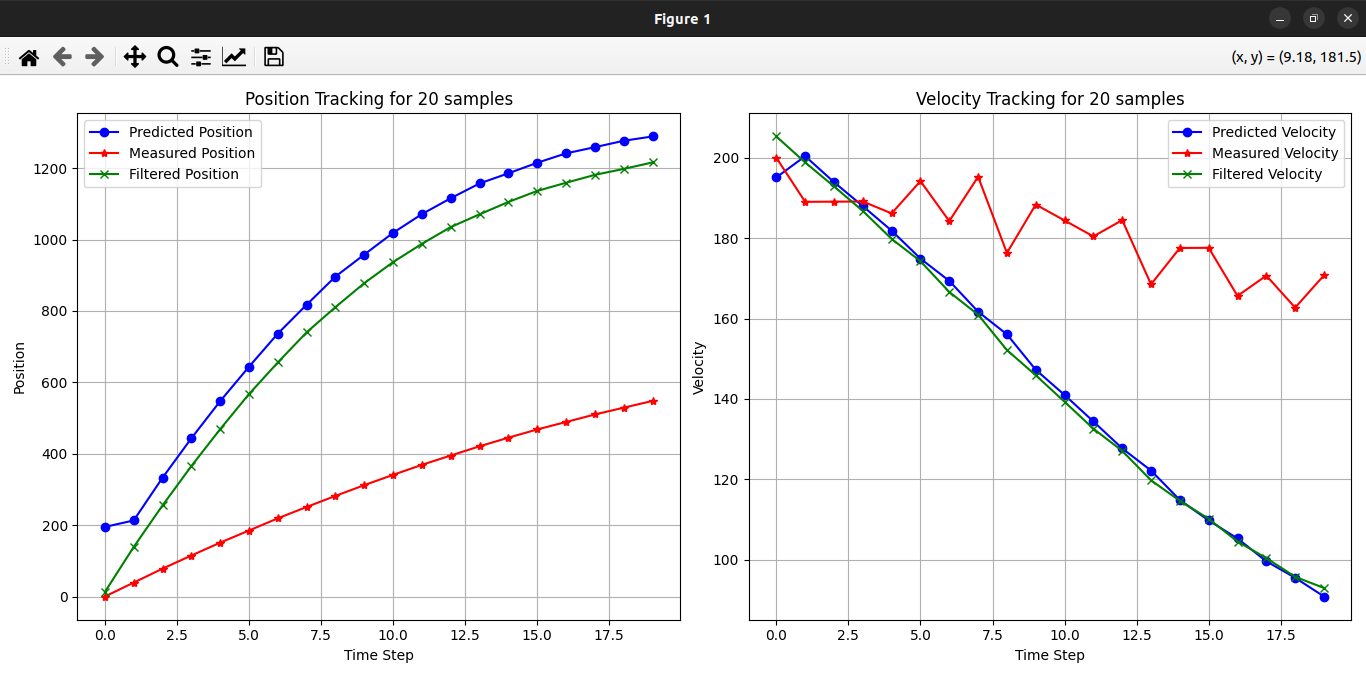 Figure 1
(x, y) = (9.18, 181.5)
Position Tracking for 20 samples
Predicted Position
Measured Position
Filtered Position
1200
1000
800
600
400
200
0
Position
0.0 2.5 5.0 7.5 10.0 12.5 15.0 17.5
Time Step
Velocity Tracking for 20 samples
Predicted Velocity
Measured Velocity
Filtered Velocity
200
180
160
140
120
100
Velocity
0.0 2.5 5.0 7.5 10.0 12.5 15.0 17.5
Time Step